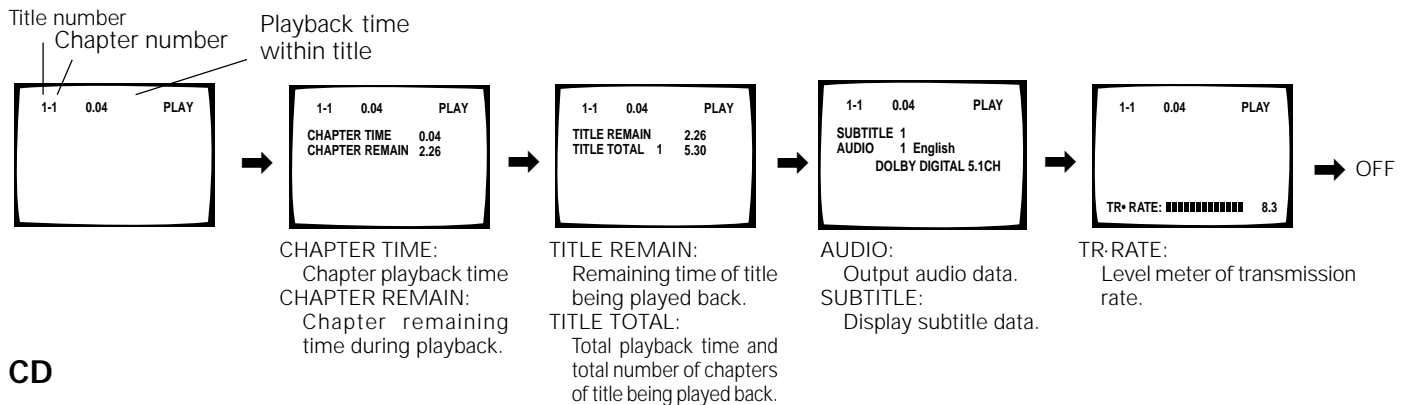 Title number
Chapter number
Playback time
within title
1-1 0.04 PLAY
1-1 0.04 PLAY
CHAPTER TIME 0.04
CHAPTER REMAIN 2.26
1-1 0.04 PLAY
TITLE REMAIN 2.26
TITLE TOTAL 1 5.30
1-1 0.04 PLAY
SUBTITLE 1
AUDIO 1 English
DOLBY DIGITAL 5.1CH
1-1 0.04 PLAY
TR• RATE: 8.3
OFF
CHAPTER TIME:
Chapter playback time
CHAPTER REMAIN:
Chapter remaining
time during playback.
TITLE REMAIN:
Remaining time of title
being played back.
TITLE TOTAL:
Total playback time and
total number of chapters
of title being played back.
AUDIO:
Output audio data.
SUBTITLE:
Display subtitle data.
TR·RATE:
Level meter of transmission
rate.
CD